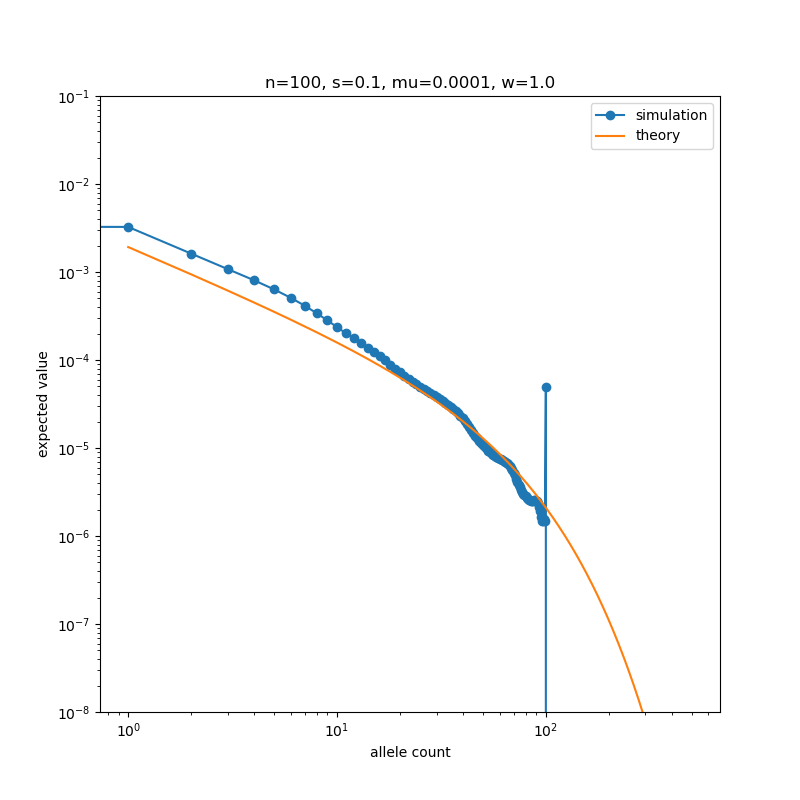 n=100, s=0.1, mu=0.0001, w=1.0
simulation
theory
10⁻¹
10⁻²
10⁻³
10⁻⁴
10⁻⁵
10⁻⁶
10⁻⁷
10⁻⁸
expected value
10⁰
10¹
10²
allele count